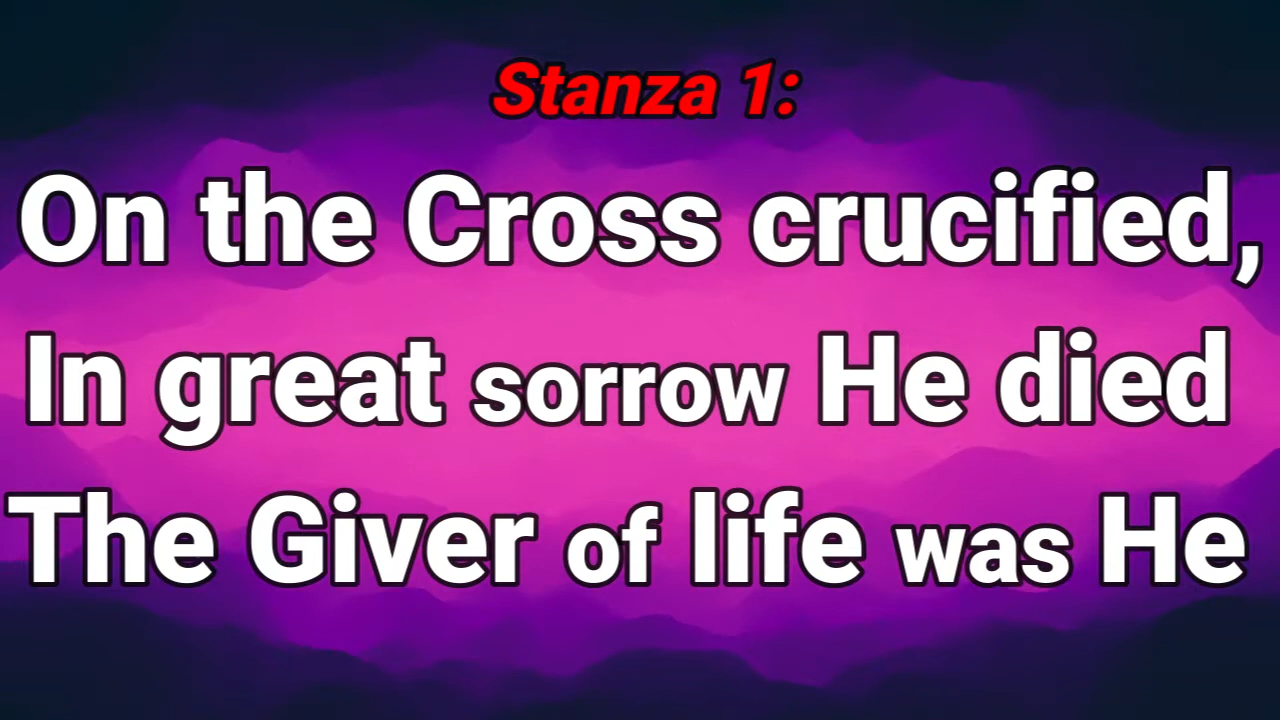 Stanza 1:
On the Cross crucified,
In great sorrow He died
The Giver of life was He